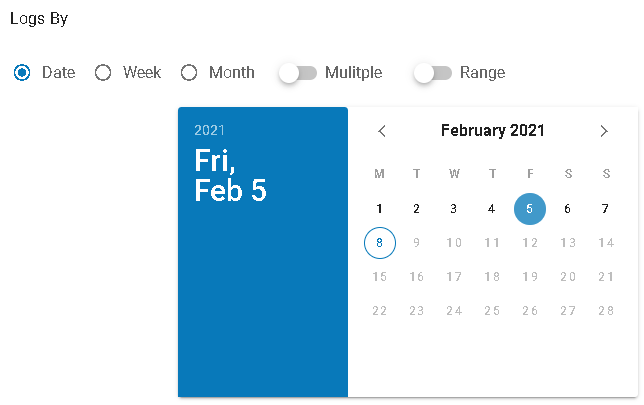 Logs By
Date Week Month Mulitple Range
2021
Fri,
Feb 5
February 2021
M T W T F S S
1 2 3 4 5 6 7
8 9 10 11 12 13 14
15 16 17 18 19 20 21
22 23 24 25 26 27 28